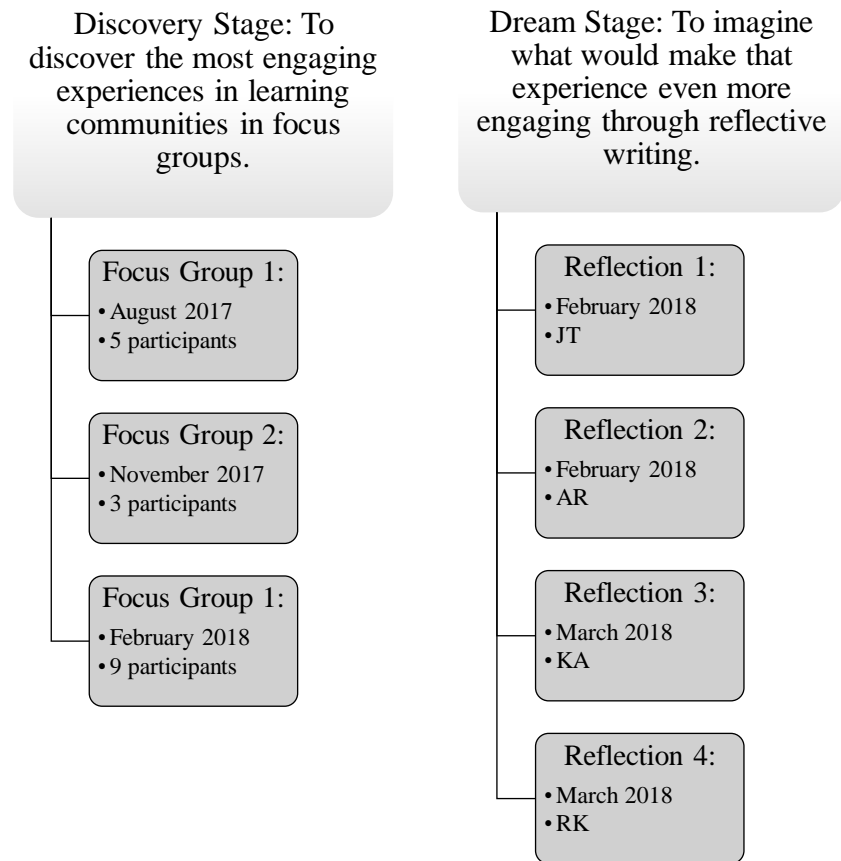 Discovery Stage: To
discover the most engaging
experiences in learning
communities in focus
groups.
Focus Group 1:
• August 2017
• 5 participants
Focus Group 2:
• November 2017
• 3 participants
Focus Group 1:
• February 2018
• 9 participants
Dream Stage: To imagine
what would make that
experience even more
engaging through reflective
writing.
Reflection 1:
• February 2018
• JT
Reflection 2:
• February 2018
• AR
Reflection 3:
• March 2018
• KA
Reflection 4:
• March 2018
• RK